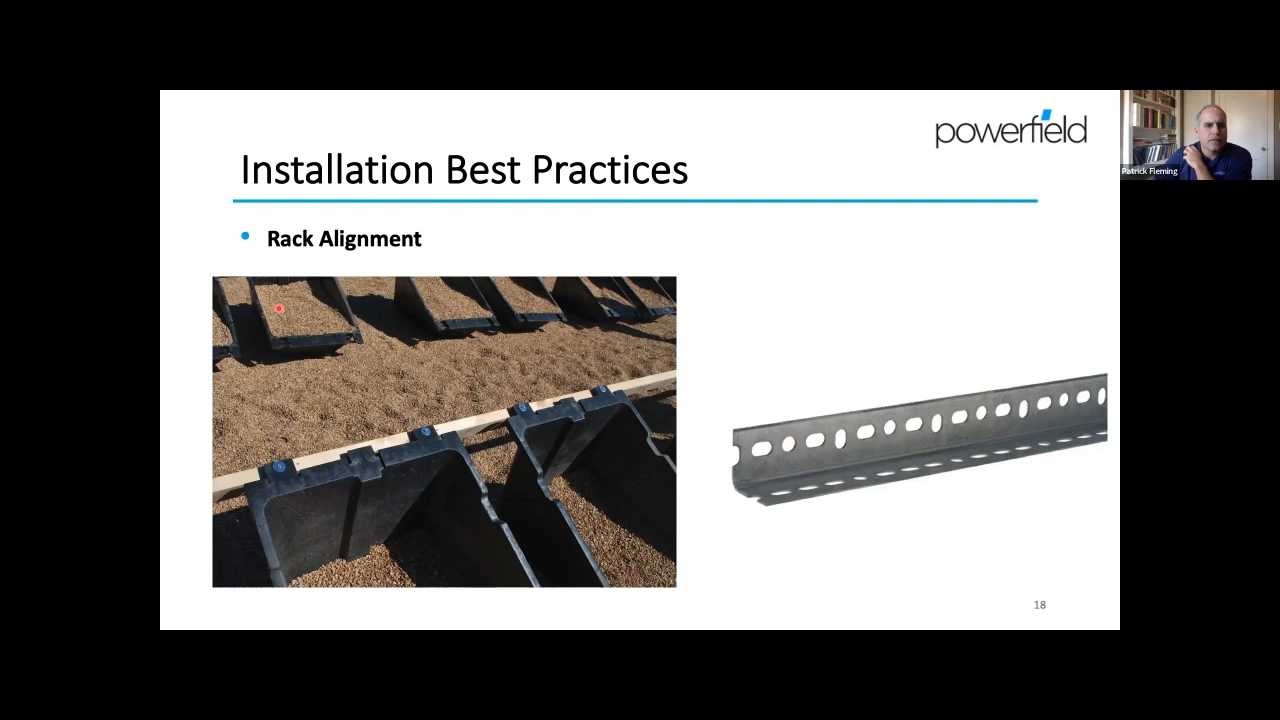 powerfield
Installation Best Practices
Patrick Fleming
• Rack Alignment
18